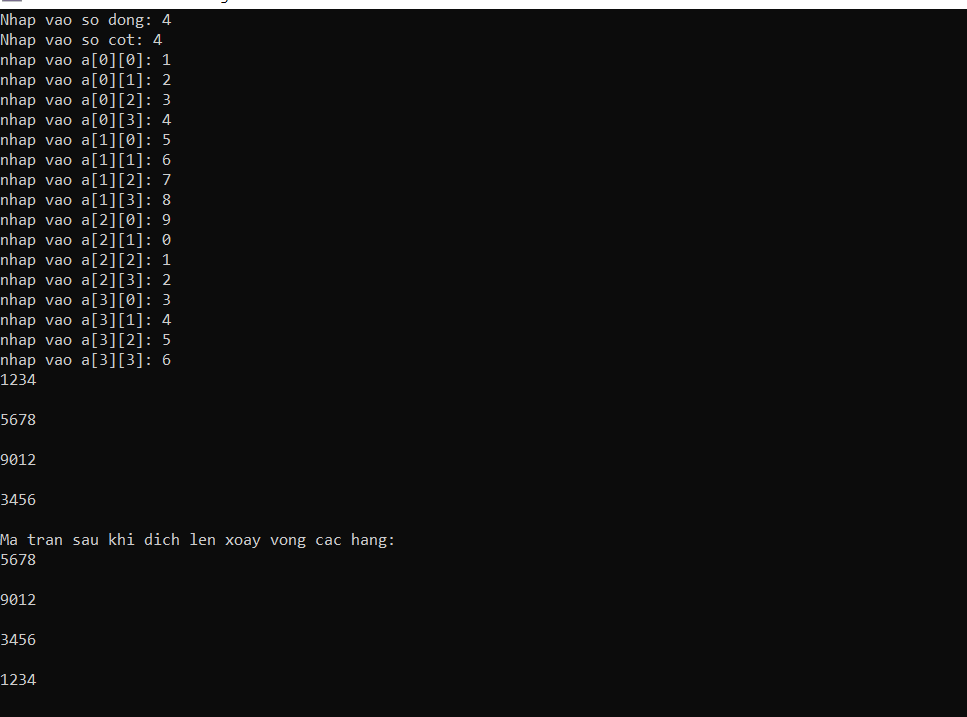 Nhap vao so dong: 4
Nhap vao so cot: 4
nhap vao a[0][0]: 1
nhap vao a[0][1]: 2
nhap vao a[0][2]: 3
nhap vao a[0][3]: 4
nhap vao a[1][0]: 5
nhap vao a[1][1]: 6
nhap vao a[1][2]: 7
nhap vao a[1][3]: 8
nhap vao a[2][0]: 9
nhap vao a[2][1]: 0
nhap vao a[2][2]: 1
nhap vao a[2][3]: 2
nhap vao a[3][0]: 3
nhap vao a[3][1]: 4
nhap vao a[3][2]: 5
nhap vao a[3][3]: 6
1234
5678
9012
3456
Ma tran sau khi dich len xoay vong cac hang:
5678
9012
3456
1234